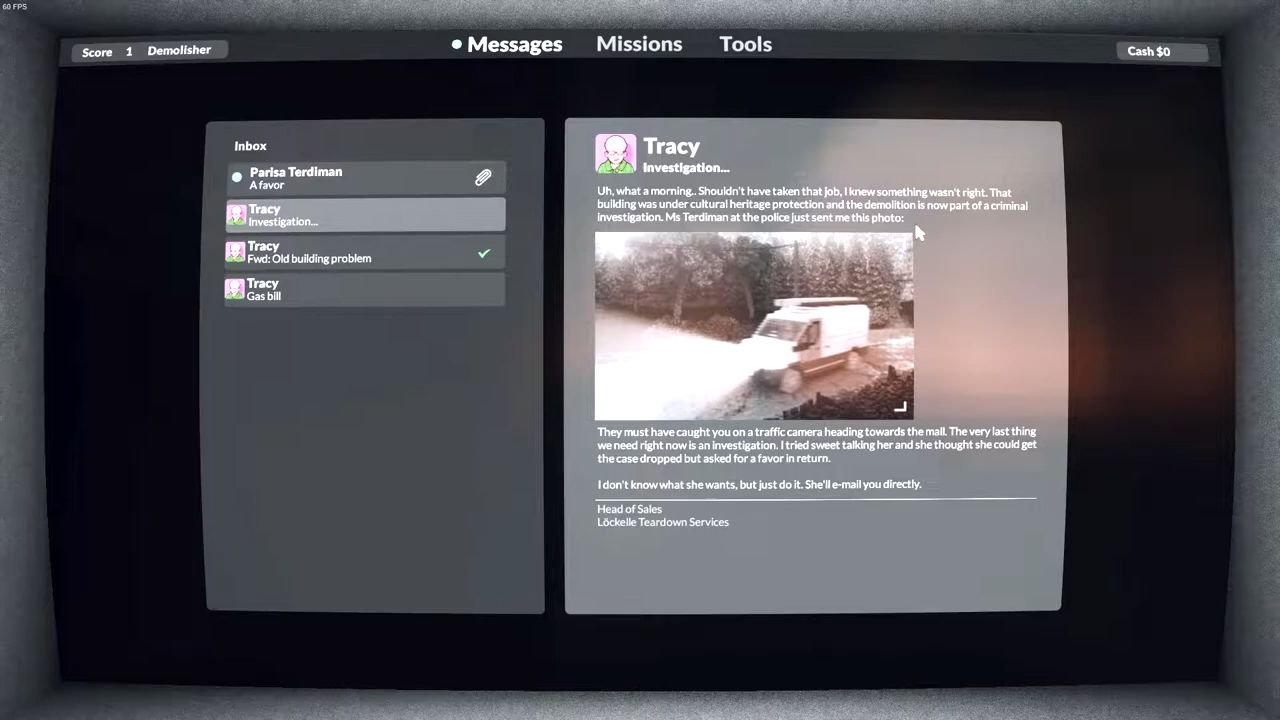 60 FPS
Score 1 Demolisher
Messages Missions Tools
Cash $0
Inbox
Parisa Terdiman
A favor
Tracy
Investigation...
Tracy
Fwd: Old building problem
Tracy
Gas bill
Tracy
Investigation...
Uh, what a morning.. Shouldn't have taken that job, I knew something wasn't right. That
building was under cultural heritage protection and the demolition is now part of a criminal
investigation. Ms Terdiman at the police just sent me this photo:
They must have caught you on a traffic camera heading towards the mall. The very last thing
we need right now is an investigation. I tried sweet talking her and she thought she could get
the case dropped but asked for a favor in return.
I don't know what she wants, but just do it. She'll e-mail you directly.
Head of Sales
Löckelle Teardown Services